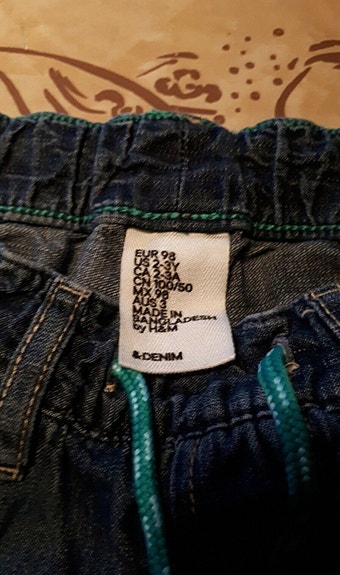 EUR 98
US 2-3Y
CA 2-3A
CN 100/50
MX 98
AUS 3
MADE IN
BANGLADESH
by H&M
&DENIM